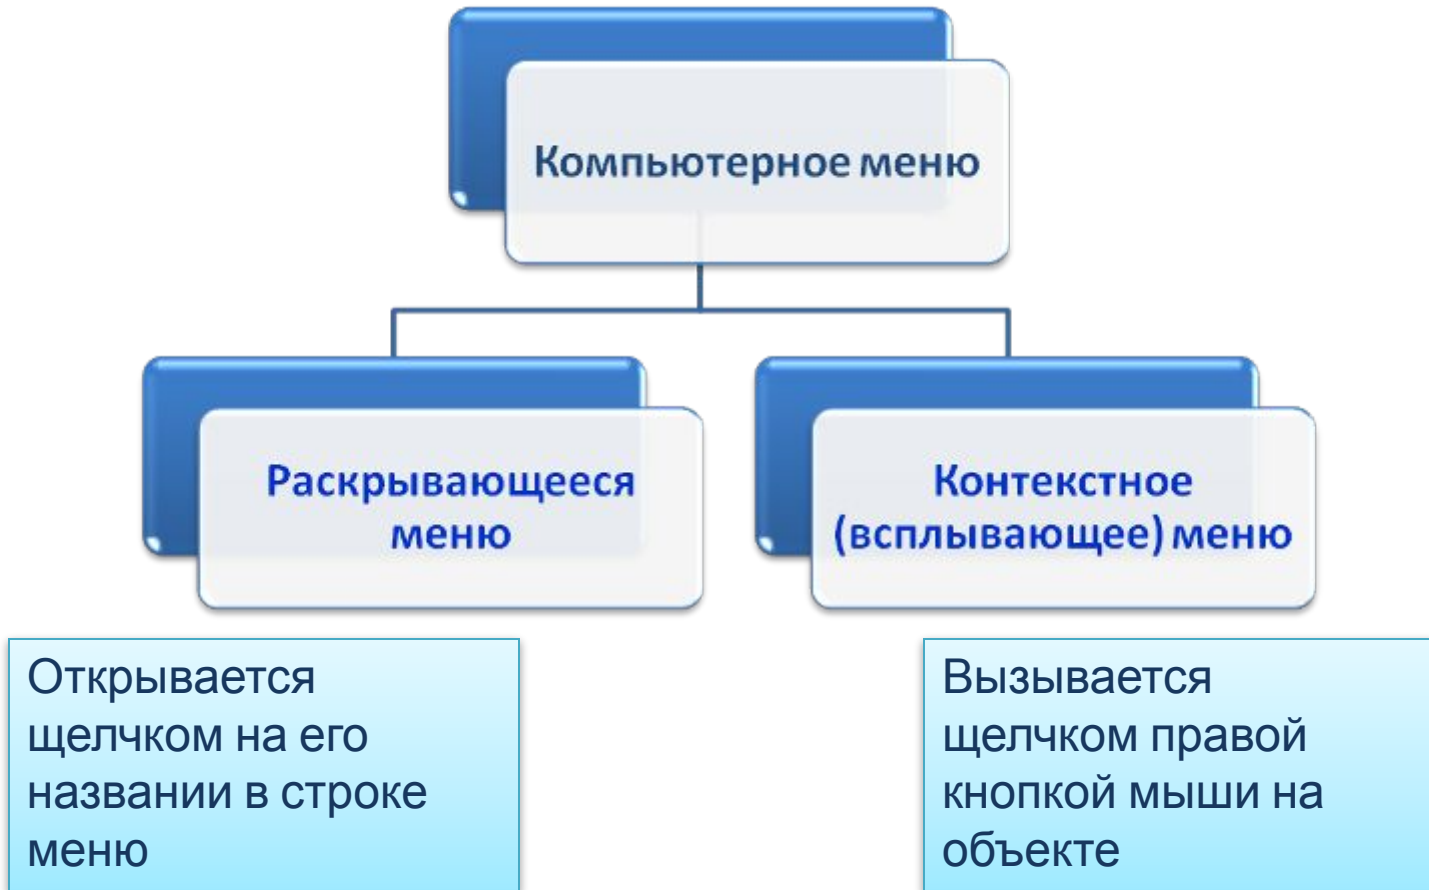 Компьютерное меню
Раскрывающееся
меню
Контекстное
(всплывающее) меню
Открывается
щелчком на его
названии в строке
меню
Вызывается
щелчком правой
кнопкой мыши на
объекте